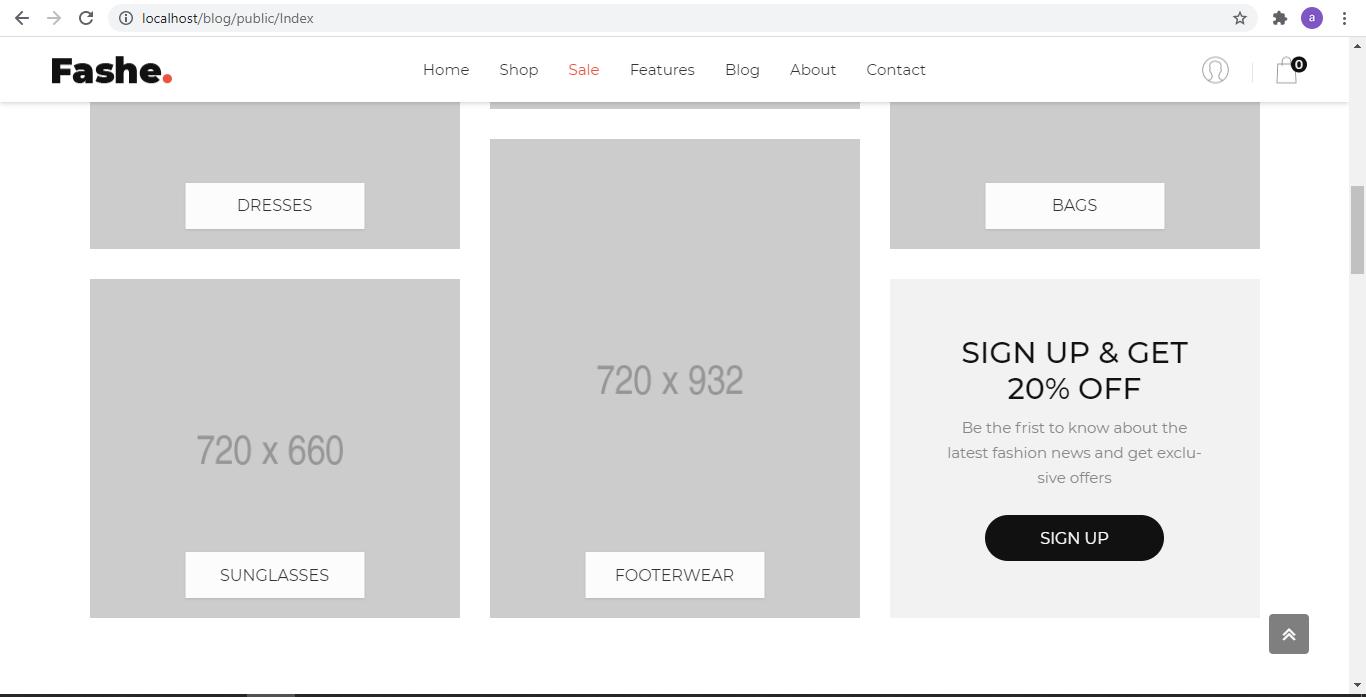 localhost/blog/public/Index
a
Fashe.
Home Shop Sale Features Blog About Contact
0
DRESSES
BAGS
720 x 660
SUNGLASSES
720 x 932
FOOTERWEAR
SIGN UP & GET
20% OFF
Be the frist to know about the
latest fashion news and get exclu-
sive offers
SIGN UP